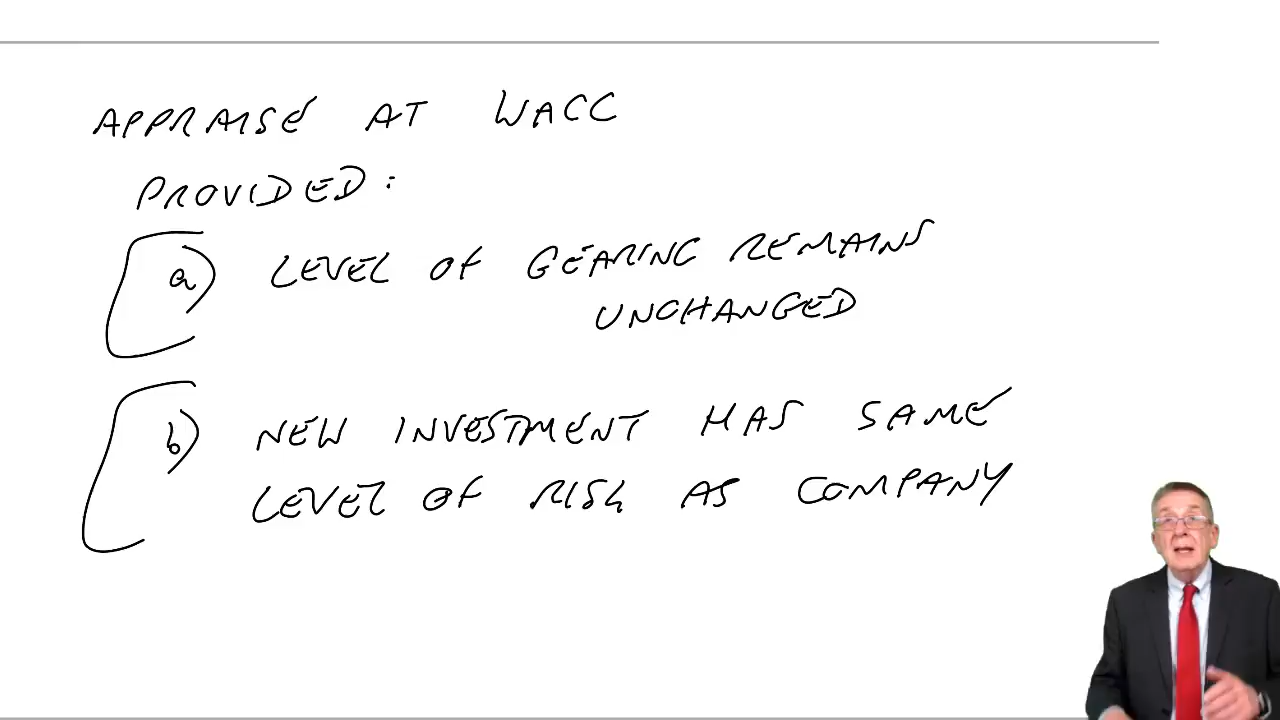 APPRAISE AT WACC
PROVIDED:
a) LEVEL OF GEARING REMAINS
UNCHANGED
b) NEW INVESTMENT HAS SAME
LEVEL OF RISK AS COMPANY